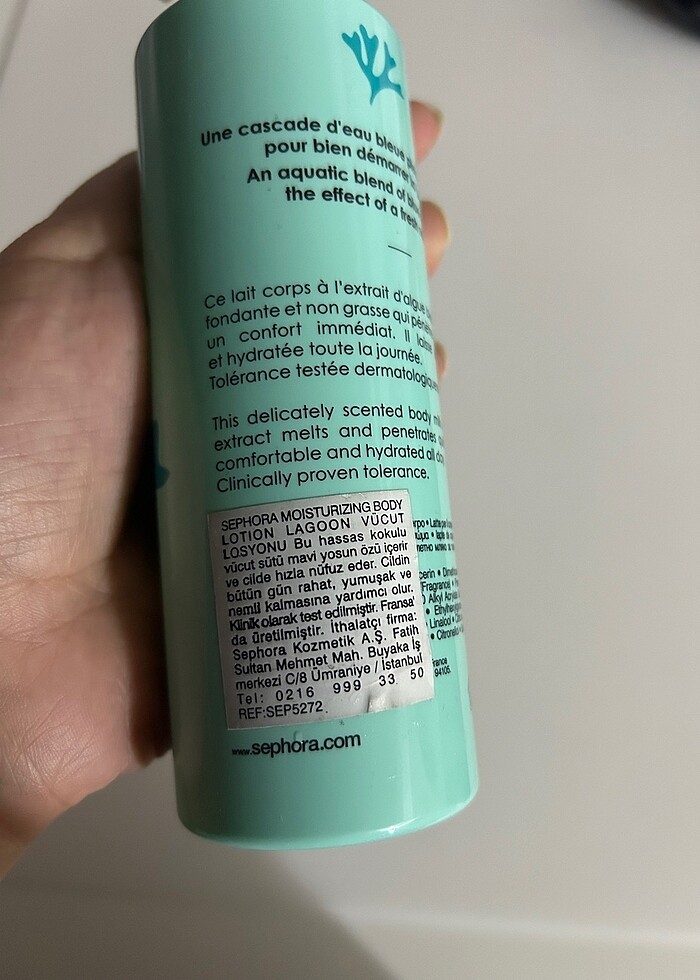 Une cascade d'eau bleue
pour bien démarrer
An aquatic blend of
the effect of a fresh
Ce lait corps à l'extrait d'algue
fondante et non grasse qui
un confort immédiat. Il laisse
et hydratée toute la journée.
Tolérance testée
This delicately scented body
extract melts and penetrates
comfortable and hydrated all
Clinically proven tolerance.
SEPHORA MOISTURIZING BODY
LOTION LAGOON VÜCUT
LOSYONU Bu hassas kokulu
vücut sütü mavi yosun özü içerir
ve cilde hızla nüfuz eder. Cildin
bütün gün rahat, yumuşak ve
nemli kalmasına yardımcı olur.
Klinik olarak test edilmiştir. Fransa'
da üretilmiştir. İthalatçı firma:
Sephora Kozmetik A.Ş. Fatih
Sultan Mehmet Mah. Buyaka İş
merkezi C/8 Ümraniye / İstanbul
Tel: 0216 999 33 50
REF:SEP5272
(Fragrance)
Alkyl
Linalool
94105
www.sephora.com